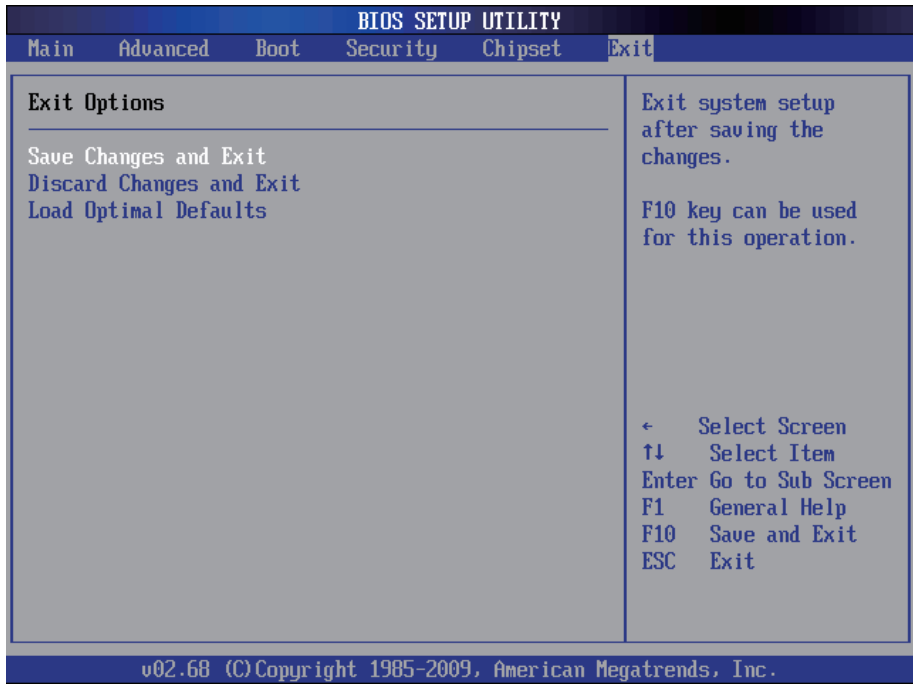 BIOS SETUP UTILITY
Main Advanced Boot Security Chipset Exit
Exit Options
Save Changes and Exit
Discard Changes and Exit
Load Optimal Defaults
Exit system setup
after saving the
changes.
F10 key can be used
for this operation.
← Select Screen
↑↓ Select Item
Enter Go to Sub Screen
F1 General Help
F10 Save and Exit
ESC Exit
v02.68 (C)Copyright 1985-2009, American Megatrends, Inc.